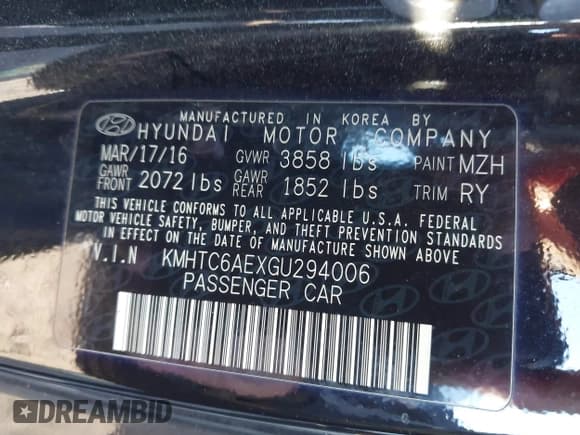 MANUFACTURED IN KOREA BY
HYUNDAI MOTOR COMPANY
MAR/17/16 GVWR 3858 lbs PAINT MZH
GAWR FRONT 2072 lbs GAWR REAR 1852 lbs TRIM RY
THIS VEHICLE CONFORMS TO ALL APPLICABLE U.S.A. FEDERAL
MOTOR VEHICLE SAFETY, BUMPER, AND THEFT PREVENTION STANDARDS
IN EFFECT ON THE DATE OF MANUFACTURE SHOWN ABOVE
V.I.N KMHTC6AEXGU294006
PASSENGER CAR
DREAMBID